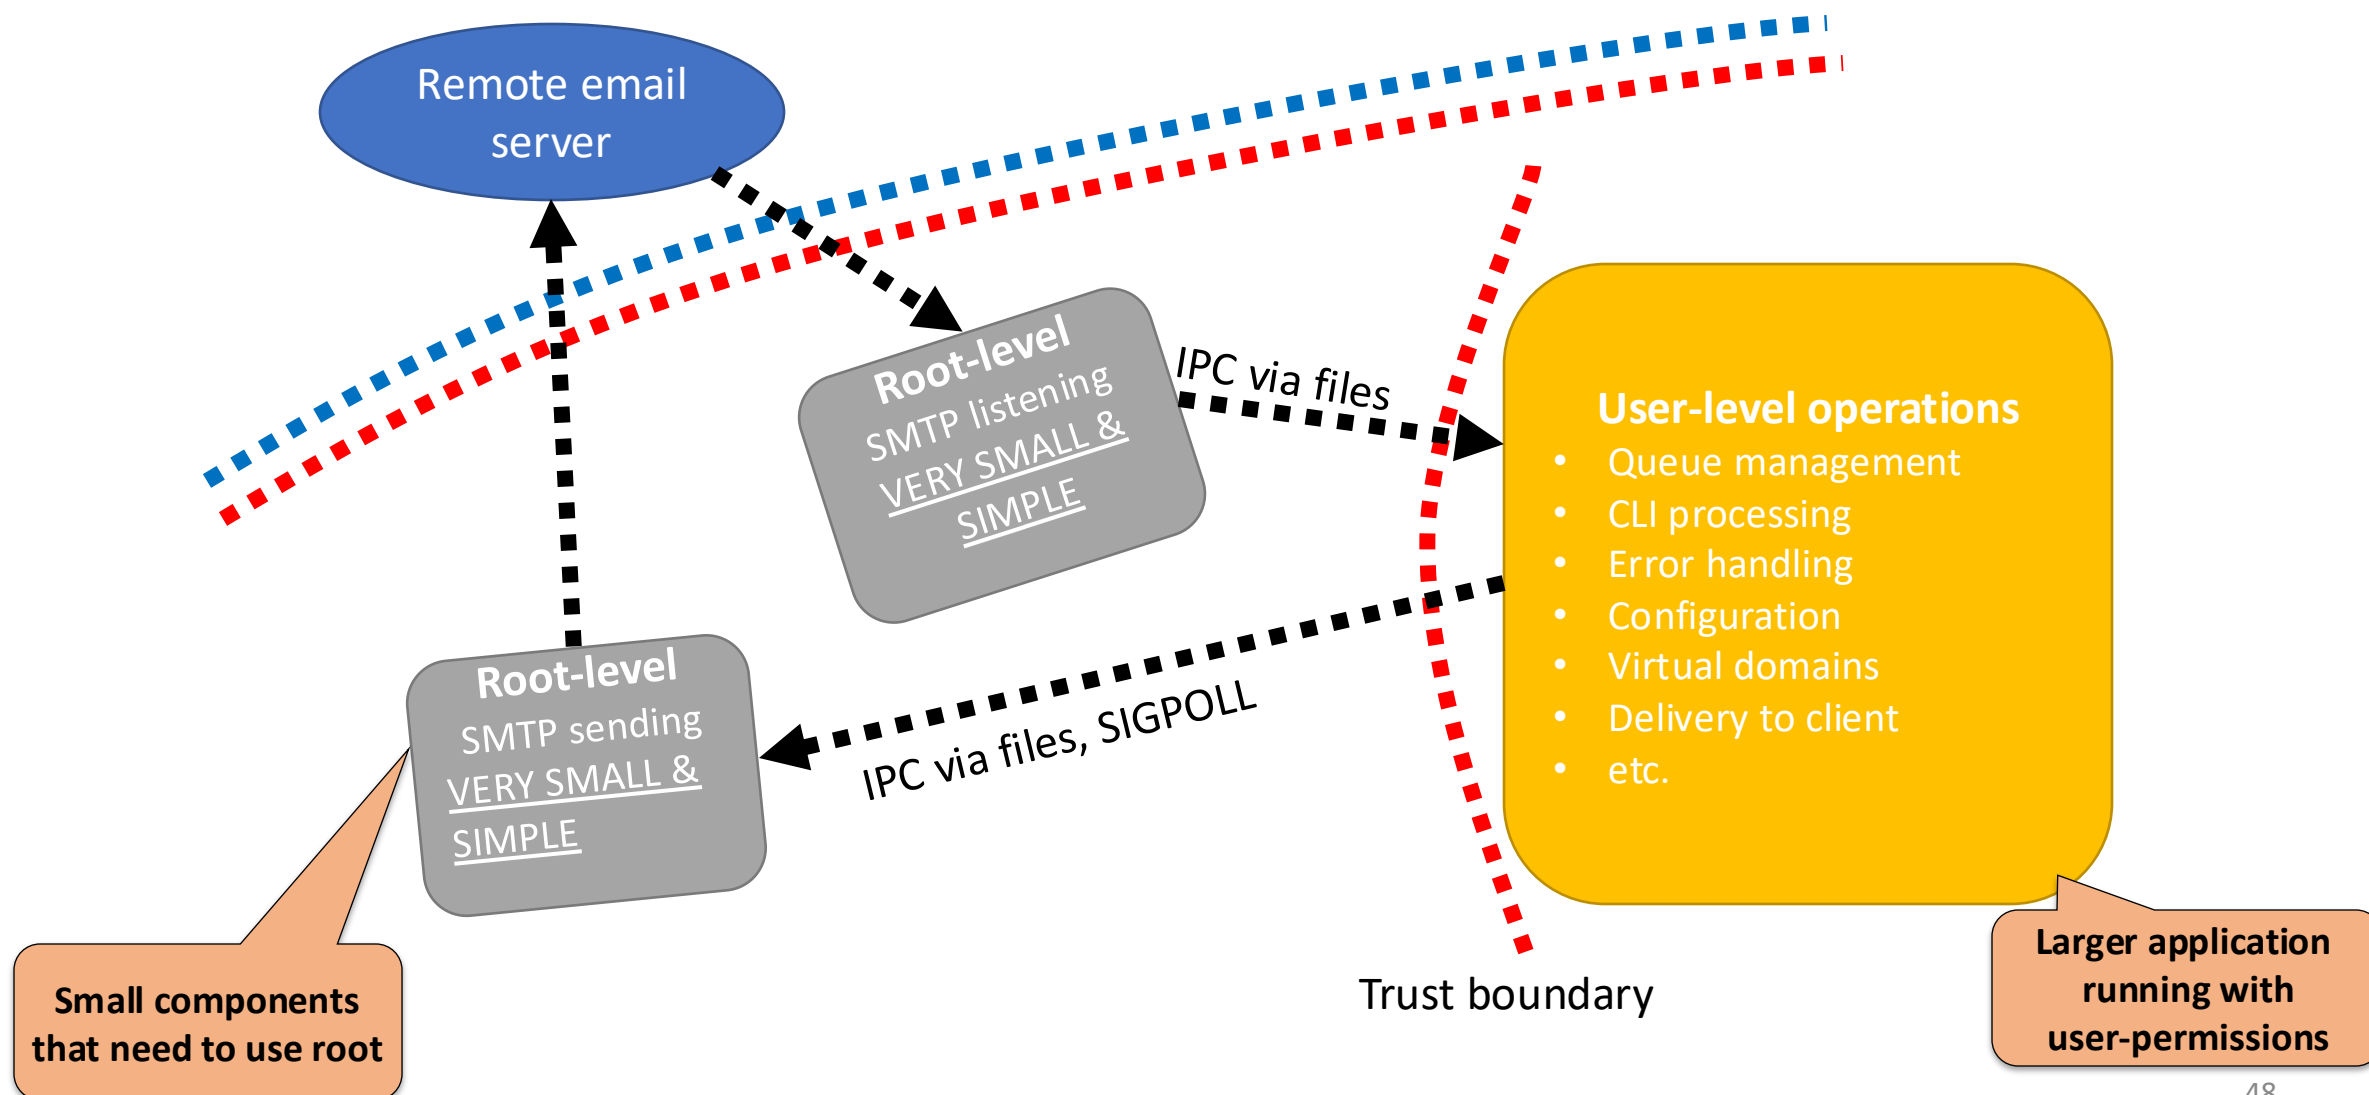 Remote email
server
Root-level
SMTP listening
VERY SMALL &
SIMPLE
IPC via files
User-level operations
• Queue management
• CLI processing
• Error handling
• Configuration
• Virtual domains
• Delivery to client
• etc.
Root-level
SMTP sending
VERY SMALL &
SIMPLE
IPC via files, SIGPOLL
Small components
that need to use root
Trust boundary
Larger application
running with
user-permissions
48